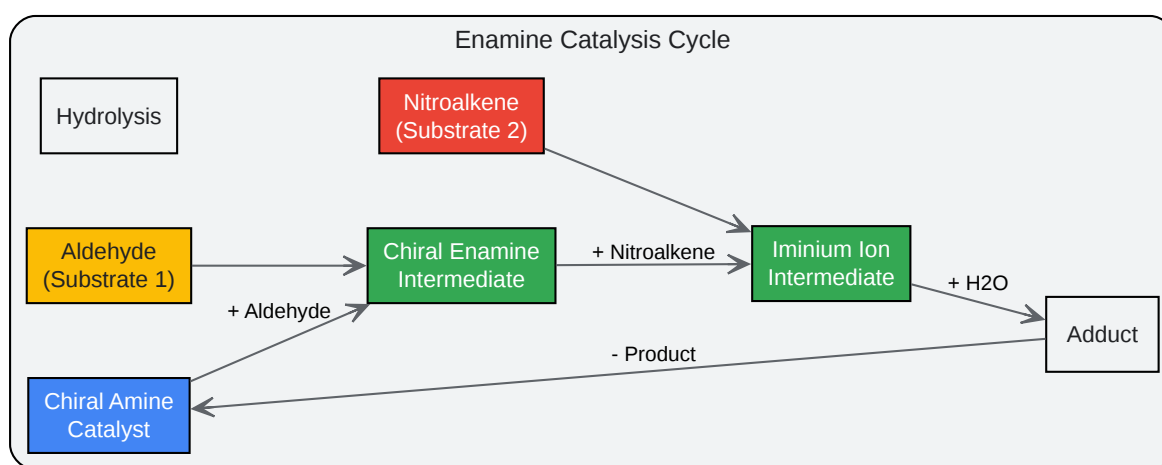 Enamine Catalysis Cycle
Hydrolysis
Nitroalkene
(Substrate 2)
Aldehyde
(Substrate 1)
Chiral Enamine
Intermediate
+ Nitroalkene
Iminium Ion
Intermediate
+ H2O
+ Aldehyde
Adduct
- Product
Chiral Amine
Catalyst